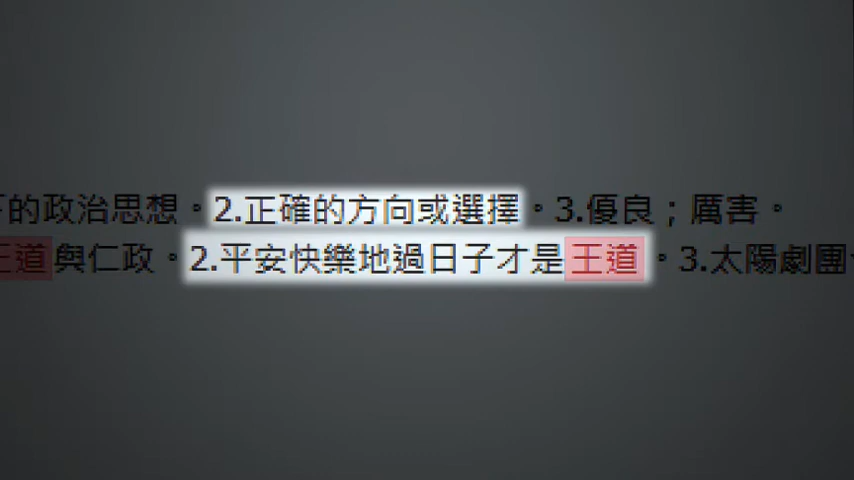 的政治思想。2.正確的方向或選擇。3.優良；厲害。
王道與仁政。2.平安快樂地過日子才是王道。3.太陽劇團